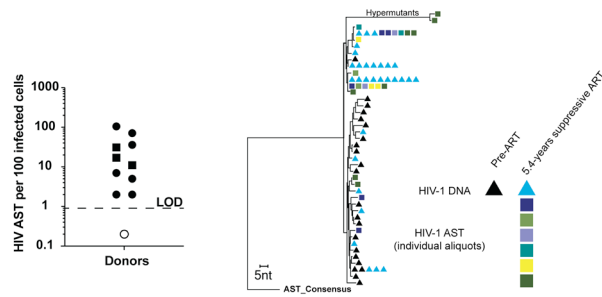 HIV AST per 100 infected cells
1000
100
10
1
0.1
LOD
Donors
Hypermutants
5nt
AST_Consensus
Pre-ART
5.4-years suppressive ART
HIV-1 DNA
HIV-1 AST
(individual aliquots)